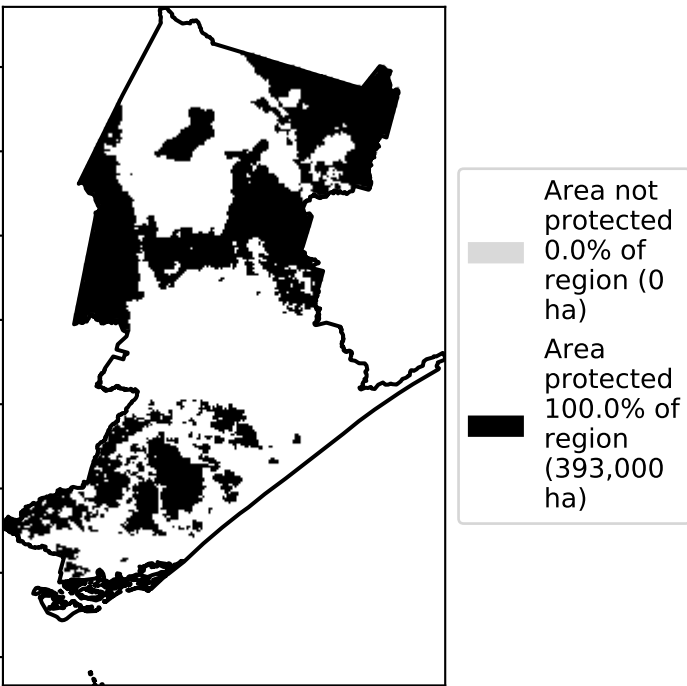 Area not
protected
0.0% of
region (0
ha)
Area
protected
100.0% of
region
(393,000
ha)